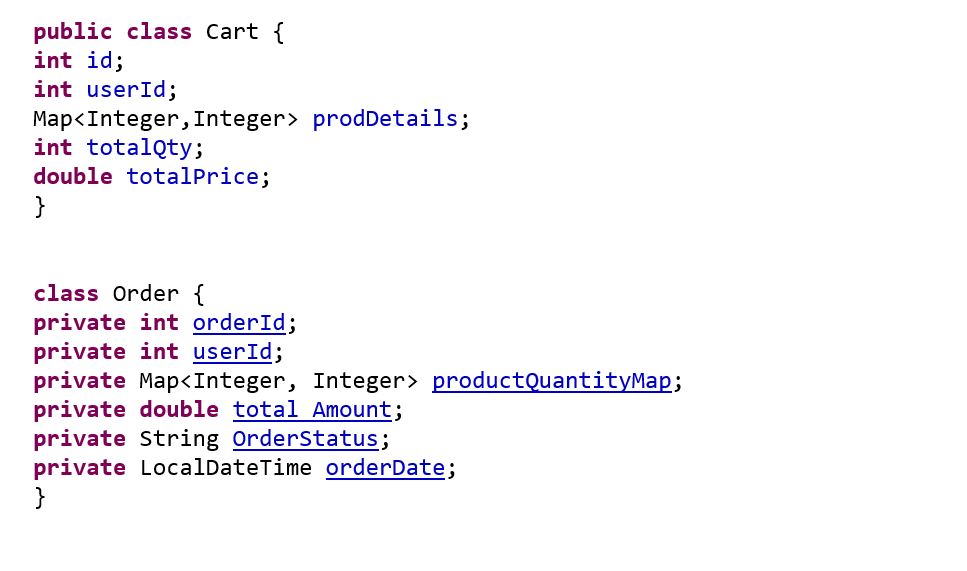 public class Cart {
int id;
int userId;
Map<Integer,Integer> prodDetails;
int totalQty;
double totalPrice;
}
class Order {
private int orderId;
private int userId;
private Map<Integer, Integer> productQuantityMap;
private double total_Amount;
private String OrderStatus;
private LocalDateTime orderDate;
}